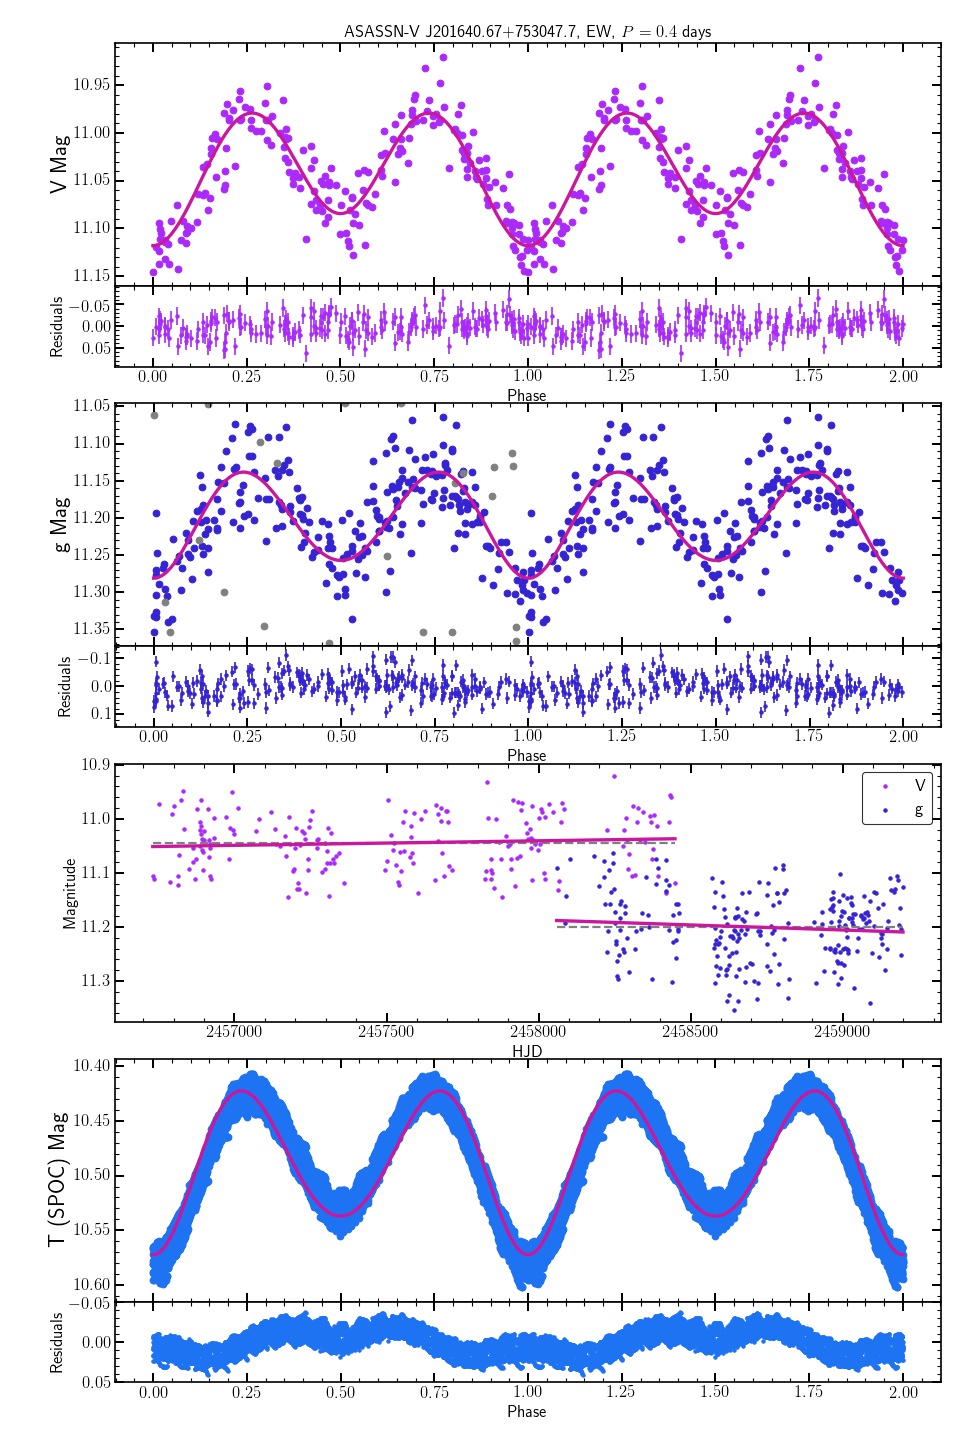 ASASSN-V J201640.67+753047.7, EW, P = 0.4 days
V Mag
10.95
11.00
11.05
11.10
11.15
Residuals
−0.05
0.00
0.05
0.00 0.25 0.50 0.75 1.00 1.25 1.50 1.75 2.00
Phase
g Mag
11.05
11.10
11.15
11.20
11.25
11.30
11.35
Residuals
−0.1
0.0
0.1
0.00 0.25 0.50 0.75 1.00 1.25 1.50 1.75 2.00
Phase
Magnitude
10.9
11.0
11.1
11.2
11.3
V
g
2457000 2457500 2458000 2458500 2459000
HJD
T (SPOC) Mag
10.40
10.45
10.50
10.55
10.60
Residuals
−0.05
0.00
0.05
0.00 0.25 0.50 0.75 1.00 1.25 1.50 1.75 2.00
Phase